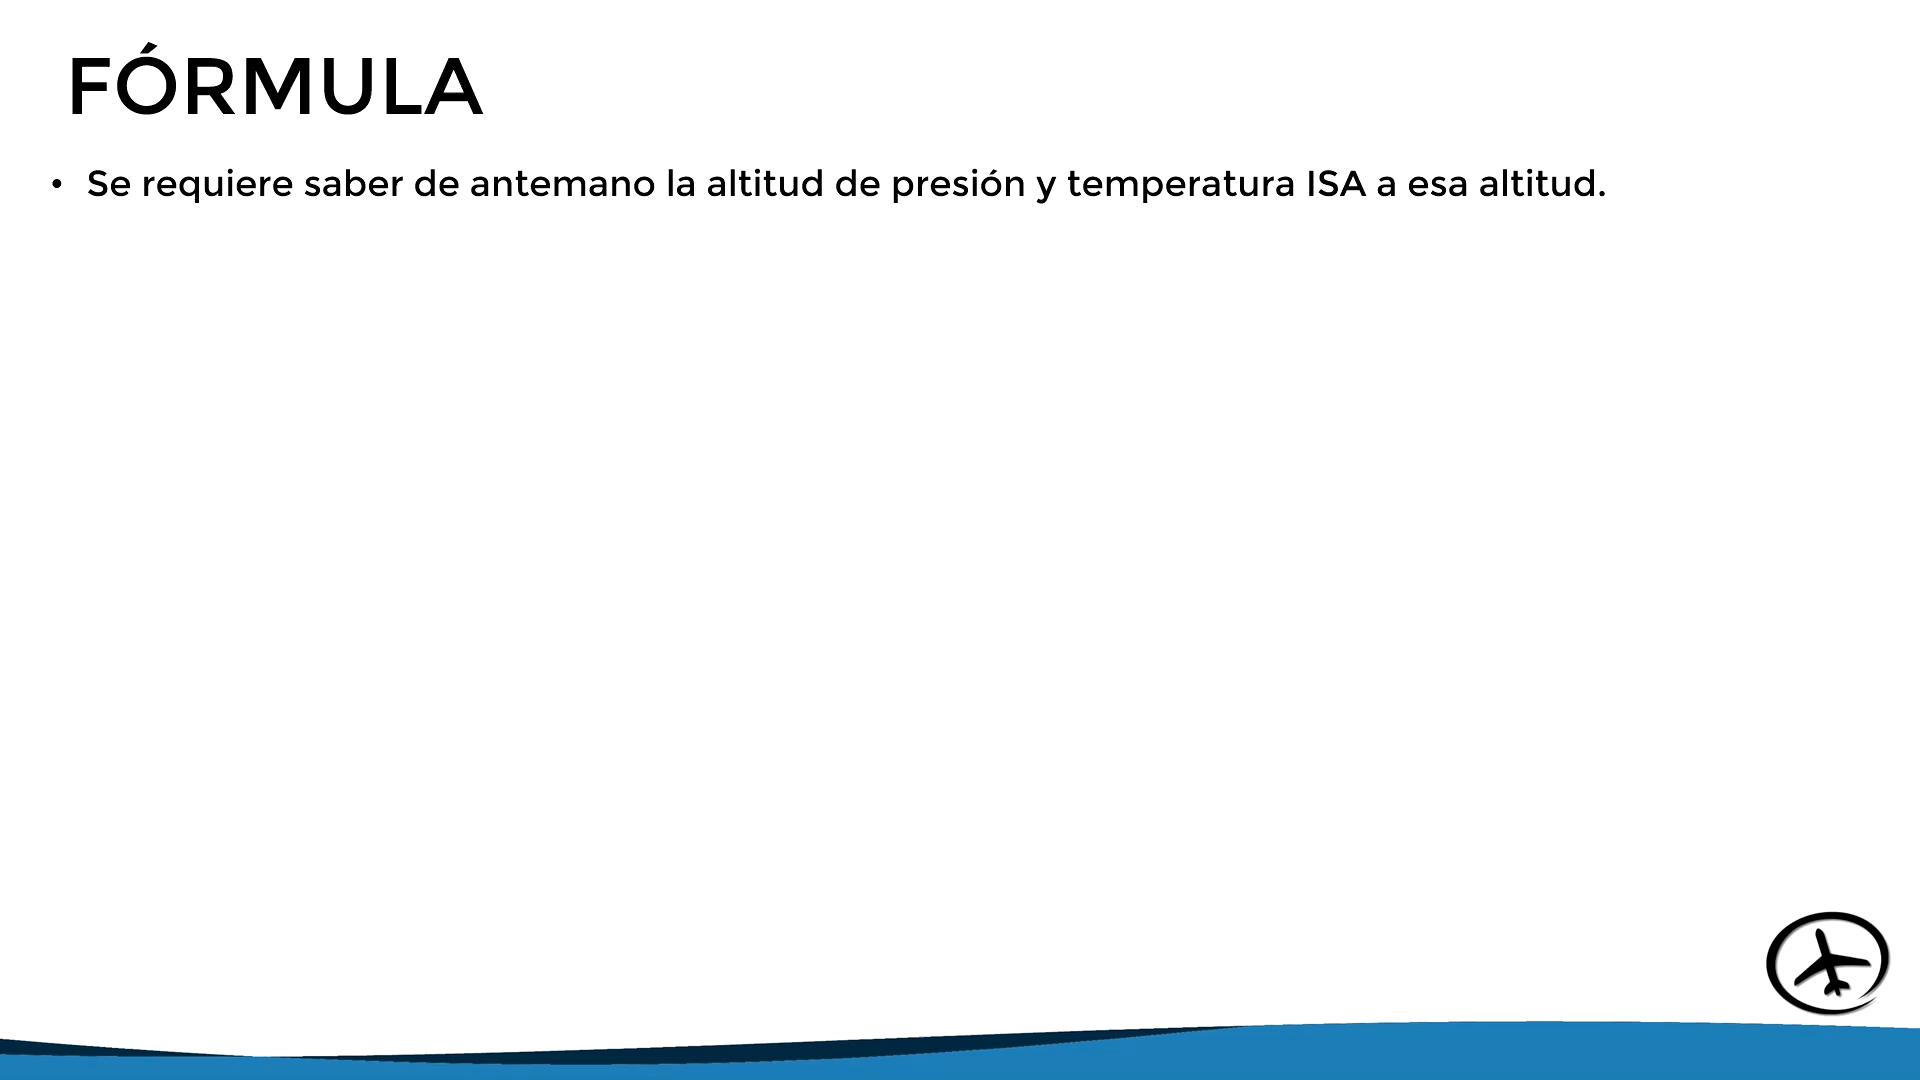 FÓRMULA
• Se requiere saber de antemano la altitud de presión y temperatura ISA a esa altitud.